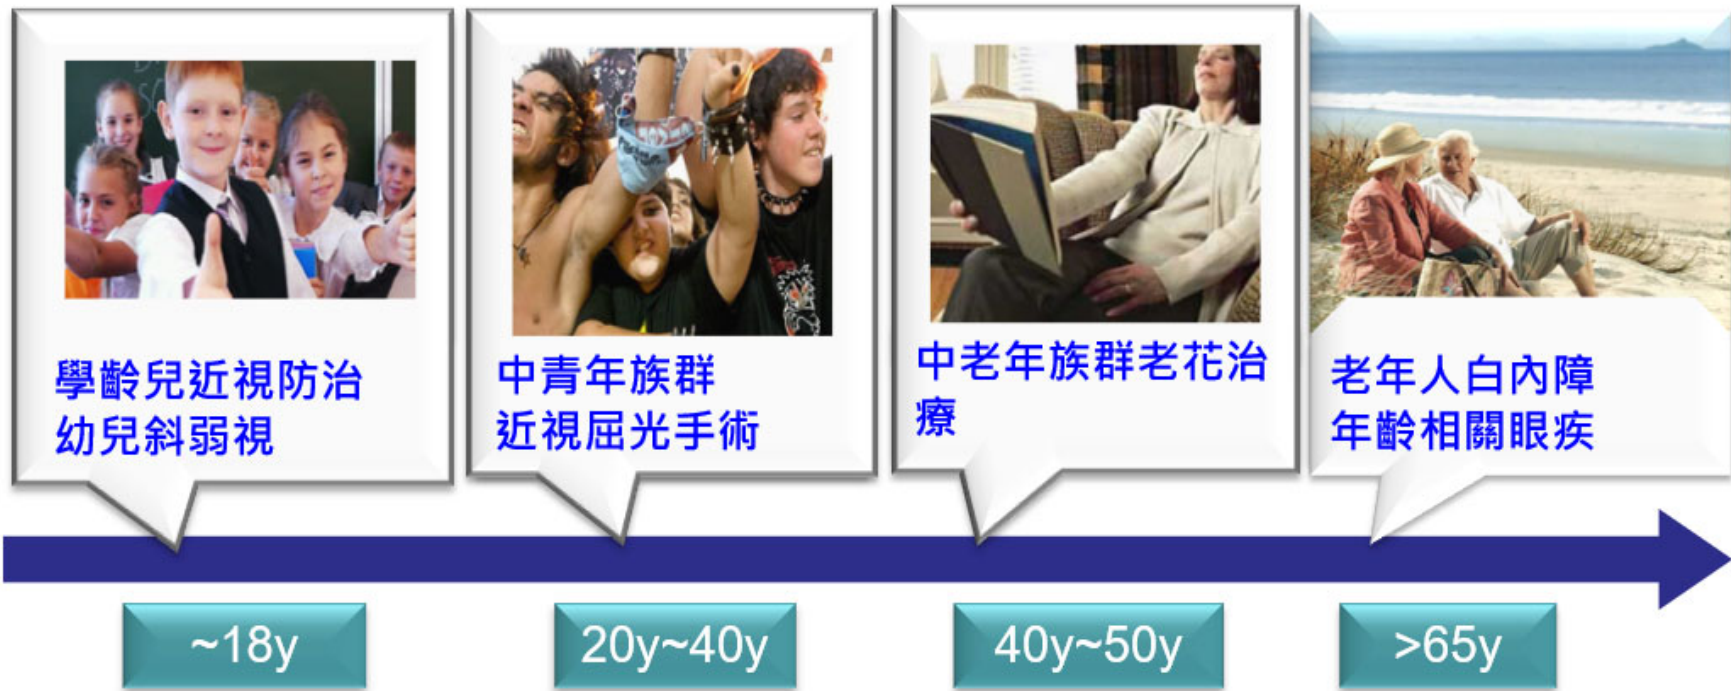 學齡兒近視防治
幼兒斜弱視
中青年族群
近視屈光手術
中老年族群老花治
療
老年人白內障
年齡相關眼疾
~18y
20y~40y
40y~50y
>65y